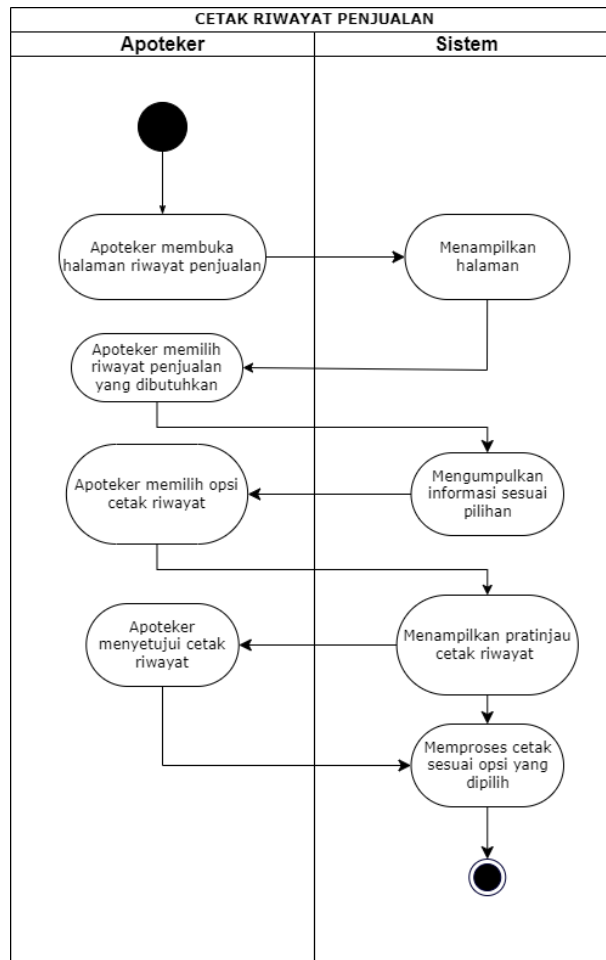 CETAK RIWAYAT PENJUALAN
Apoteker
Sistem
Apoteker membuka
halaman riwayat penjualan
Menampilkan
halaman
Apoteker memilih
riwayat penjualan
yang dibutuhkan
Mengumpulkan
informasi sesuai
pilihan
Apoteker memilih opsi
cetak riwayat
Menampilkan pratinjau
cetak riwayat
Apoteker
menyetujui cetak
riwayat
Memproses cetak
sesuai opsi yang
dipilih